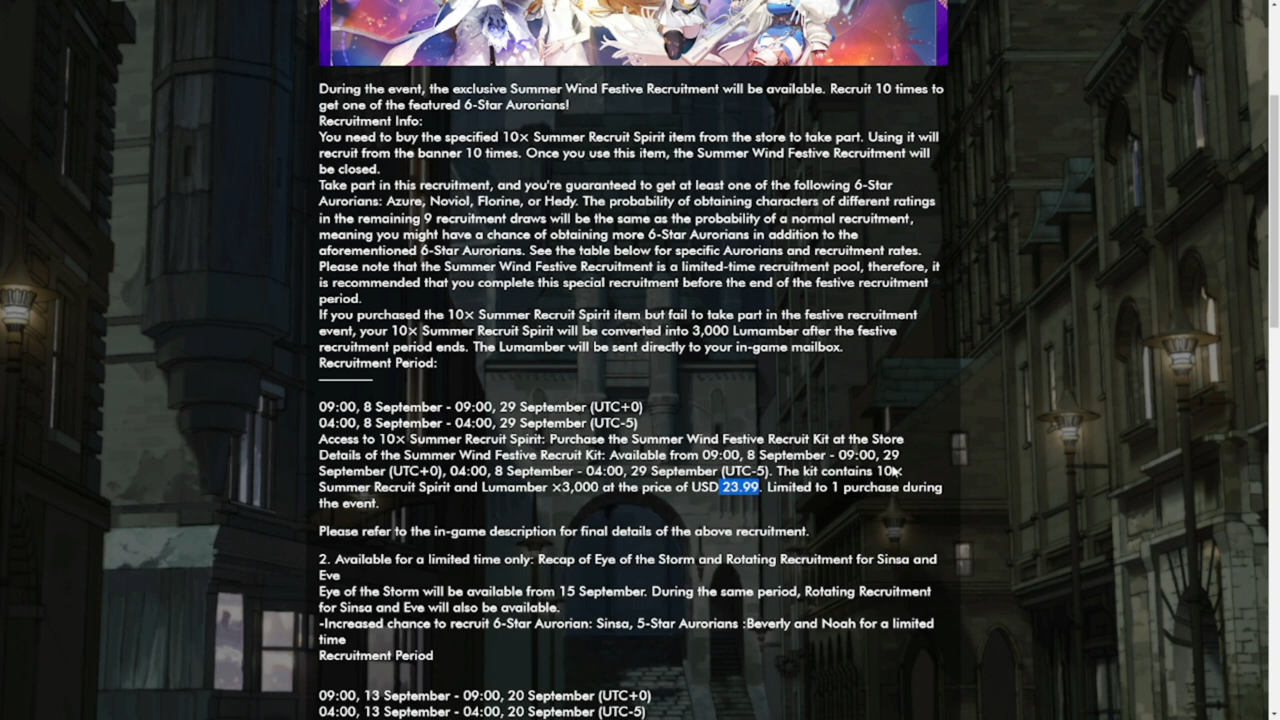 During the event, the exclusive Summer Wind Festive Recruitment will be available. Recruit 10 times to
get one of the featured 6-Star Aurorians!
Recruitment Info:
You need to buy the specified 10× Summer Recruit Spirit item from the store to take part. Using it will
recruit from the banner 10 times. Once you use this item, the Summer Wind Festive Recruitment will
be closed.
Take part in this recruitment, and you're guaranteed to get at least one of the following 6-Star
Aurorians: Azure, Noviol, Florine, or Hedy. The probability of obtaining characters of different ratings
in the remaining 9 recruitment draws will be the same as the probability of a normal recruitment,
meaning you might have a chance of obtaining more 6-Star Aurorians in addition to the
aforementioned 6-Star Aurorians. See the table below for specific Aurorians and recruitment rates.
Please note that the Summer Wind Festive Recruitment is a limited-time recruitment pool, therefore, it
is recommended that you complete this special recruitment before the end of the festive recruitment
period.
If you purchased the 10× Summer Recruit Spirit item but fail to take part in the festive recruitment
event, your 10× Summer Recruit Spirit will be converted into 3,000 Lumamber after the festive
recruitment period ends. The Lumamber will be sent directly to your in-game mailbox.
Recruitment Period:
09:00, 8 September - 09:00, 29 September (UTC+0)
04:00, 8 September - 04:00, 29 September (UTC-5)
Access to 10× Summer Recruit Spirit: Purchase the Summer Wind Festive Recruit Kit at the Store
Details of the Summer Wind Festive Recruit Kit: Available from 09:00, 8 September - 09:00, 29
September (UTC+0), 04:00, 8 September - 04:00, 29 September (UTC-5). The kit contains 10×
Summer Recruit Spirit and Lumamber ×3,000 at the price of USD 23.99. Limited to 1 purchase during
the event.
Please refer to the in-game description for final details of the above recruitment.
2. Available for a limited time only: Recap of Eye of the Storm and Rotating Recruitment for Sinsa and
Eve
Eye of the Storm will be available from 15 September. During the same period, Rotating Recruitment
for Sinsa and Eve will also be available.
-Increased chance to recruit 6-Star Aurorian: Sinsa, 5-Star Aurorians :Beverly and Noah for a limited
time
Recruitment Period
09:00, 13 September - 09:00, 20 September (UTC+0)
04:00, 13 September - 04:00, 20 September (UTC-5)